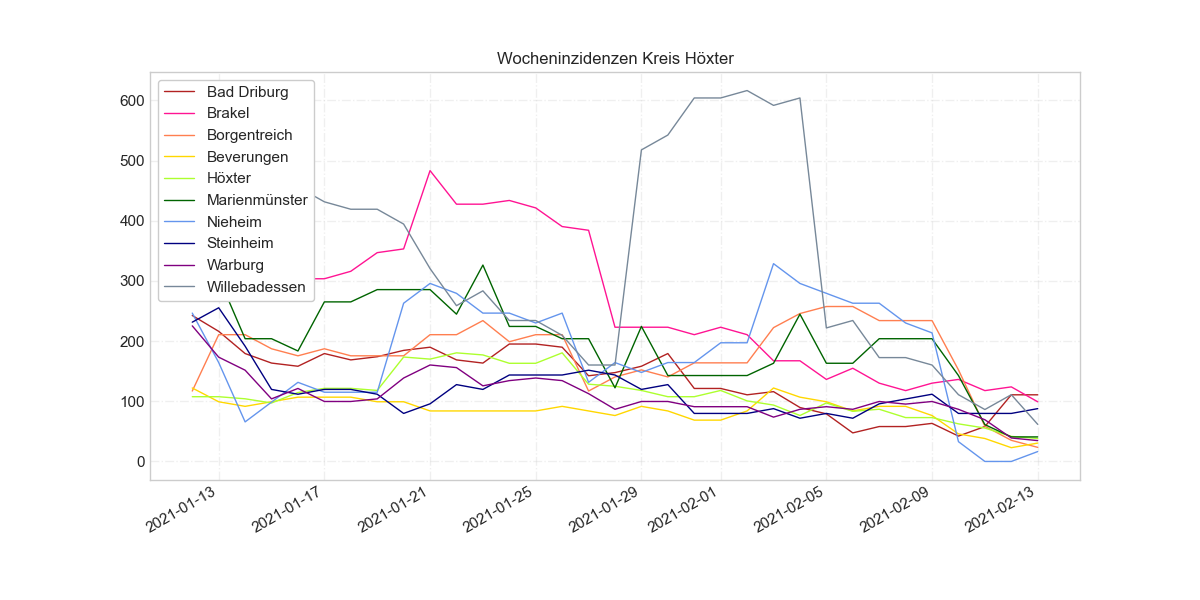 Wocheninzidenzen Kreis Höxter
600
500
400
300
200
100
0
Bad Driburg
Brakel
Borgentreich
Beverungen
Höxter
Marienmünster
Nieheim
Steinheim
Warburg
Willebadessen
2021-01-13
2021-01-17
2021-01-21
2021-01-25
2021-01-29
2021-02-01
2021-02-05
2021-02-09
2021-02-13